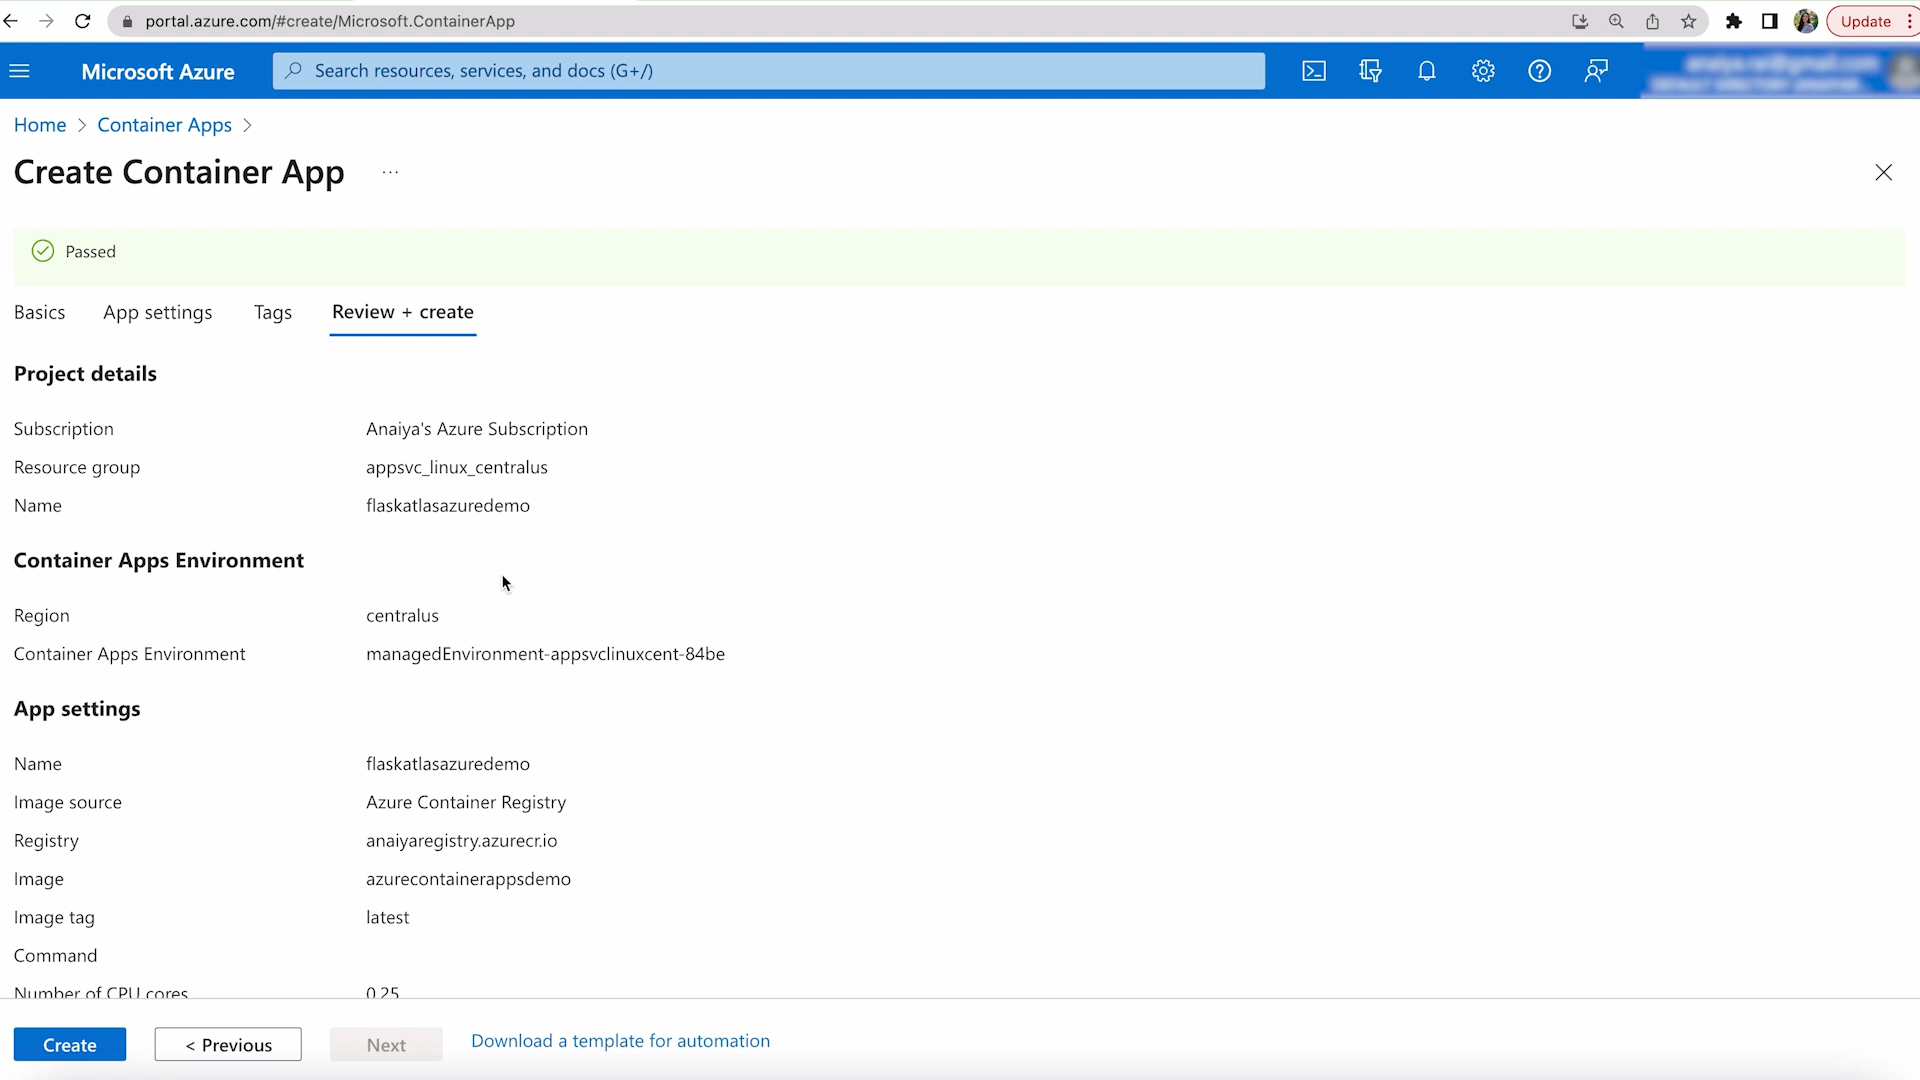 portal.azure.com/#create/Microsoft.ContainerApp
Update
Microsoft Azure
Search resources, services, and docs (G+/)
Home > Container Apps >
Create Container App ...
Passed
Basics App settings Tags Review + create
Project details
Subscription Anaiya's Azure Subscription
Resource group appsvc_linux_centralus
Name flaskatlasazuredemo
Container Apps Environment
Region centralus
Container Apps Environment managedEnvironment-appsvclinuxcent-84be
App settings
Name flaskatlasazuredemo
Image source Azure Container Registry
Registry anaiyaregistry.azurecr.io
Image azurecontainerappsdemo
Image tag latest
Command
Number of CPU cores 0.25
Create < Previous Next Download a template for automation